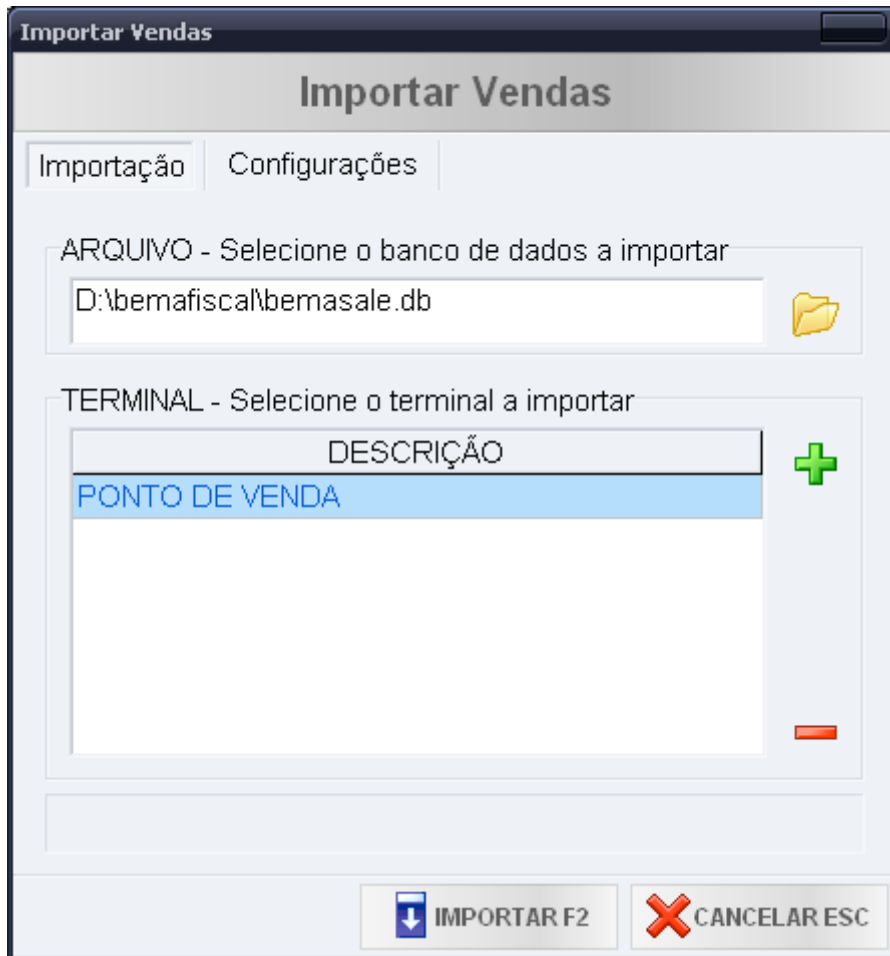 Importar Vendas
Importar Vendas
Importação
Configurações
ARQUIVO - Selecione o banco de dados a importar
D:\bemafiscal\bemasale.db
TERMINAL - Selecione o terminal a importar
DESCRIÇÃO
PONTO DE VENDA
IMPORTAR F2
CANCELAR ESC